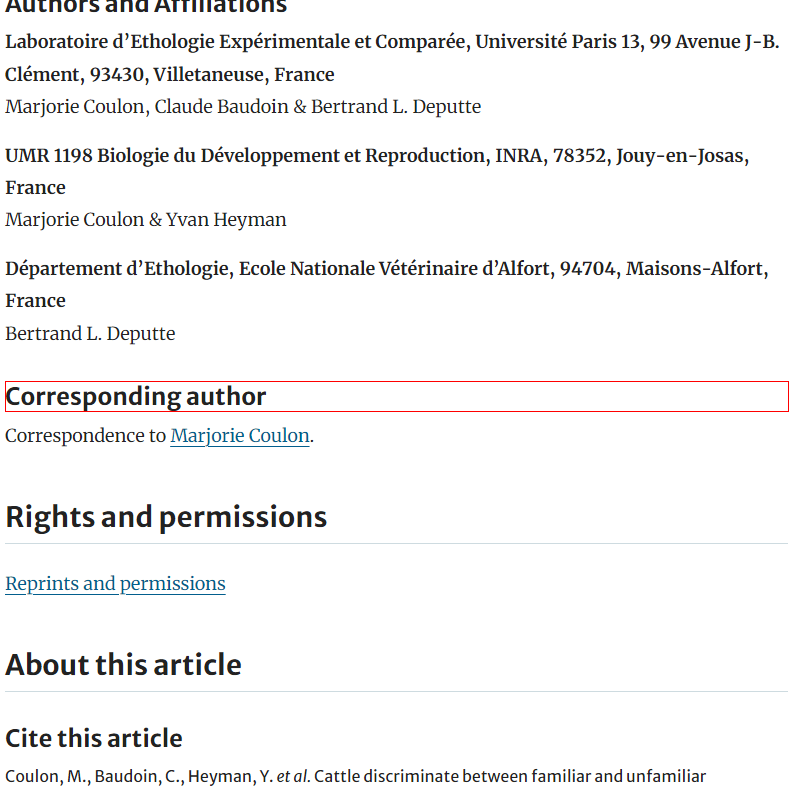 Authors and Affiliations
Laboratoire d’Ethologie Expérimentale et Comparée, Université Paris 13, 99 Avenue J-B.
Clément, 93430, Villetaneuse, France
Marjorie Coulon, Claude Baudoin & Bertrand L. Deputte
UMR 1198 Biologie du Développement et Reproduction, INRA, 78352, Jouy-en-Josas,
France
Marjorie Coulon & Yvan Heyman
Département d’Ethologie, Ecole Nationale Vétérinaire d’Alfort, 94704, Maisons-Alfort,
France
Bertrand L. Deputte
Corresponding author
Correspondence to Marjorie Coulon.
Rights and permissions
Reprints and permissions
About this article
Cite this article
Coulon, M., Baudoin, C., Heyman, Y. et al. Cattle discriminate between familiar and unfamiliar